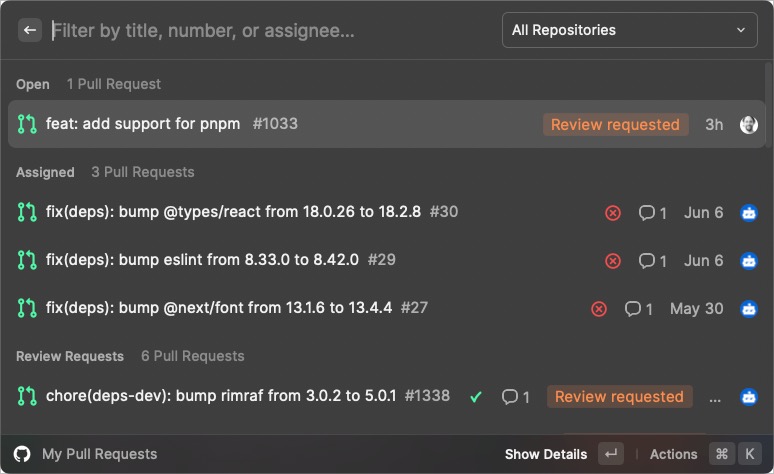 Filter by title, number, or assignee...
All Repositories
Open 1 Pull Request
feat: add support for pnpm #1033 Review requested 3h
Assigned 3 Pull Requests
fix(deps): bump @types/react from 18.0.26 to 18.2.8 #30 1 Jun 6
fix(deps): bump eslint from 8.33.0 to 8.42.0 #29 1 Jun 6
fix(deps): bump @next/font from 13.1.6 to 13.4.4 #27 1 May 30
Review Requests 6 Pull Requests
chore(deps-dev): bump rimraf from 3.0.2 to 5.0.1 #1338 1 Review requested ...
My Pull Requests Show Details ↵ Actions ⌘ K